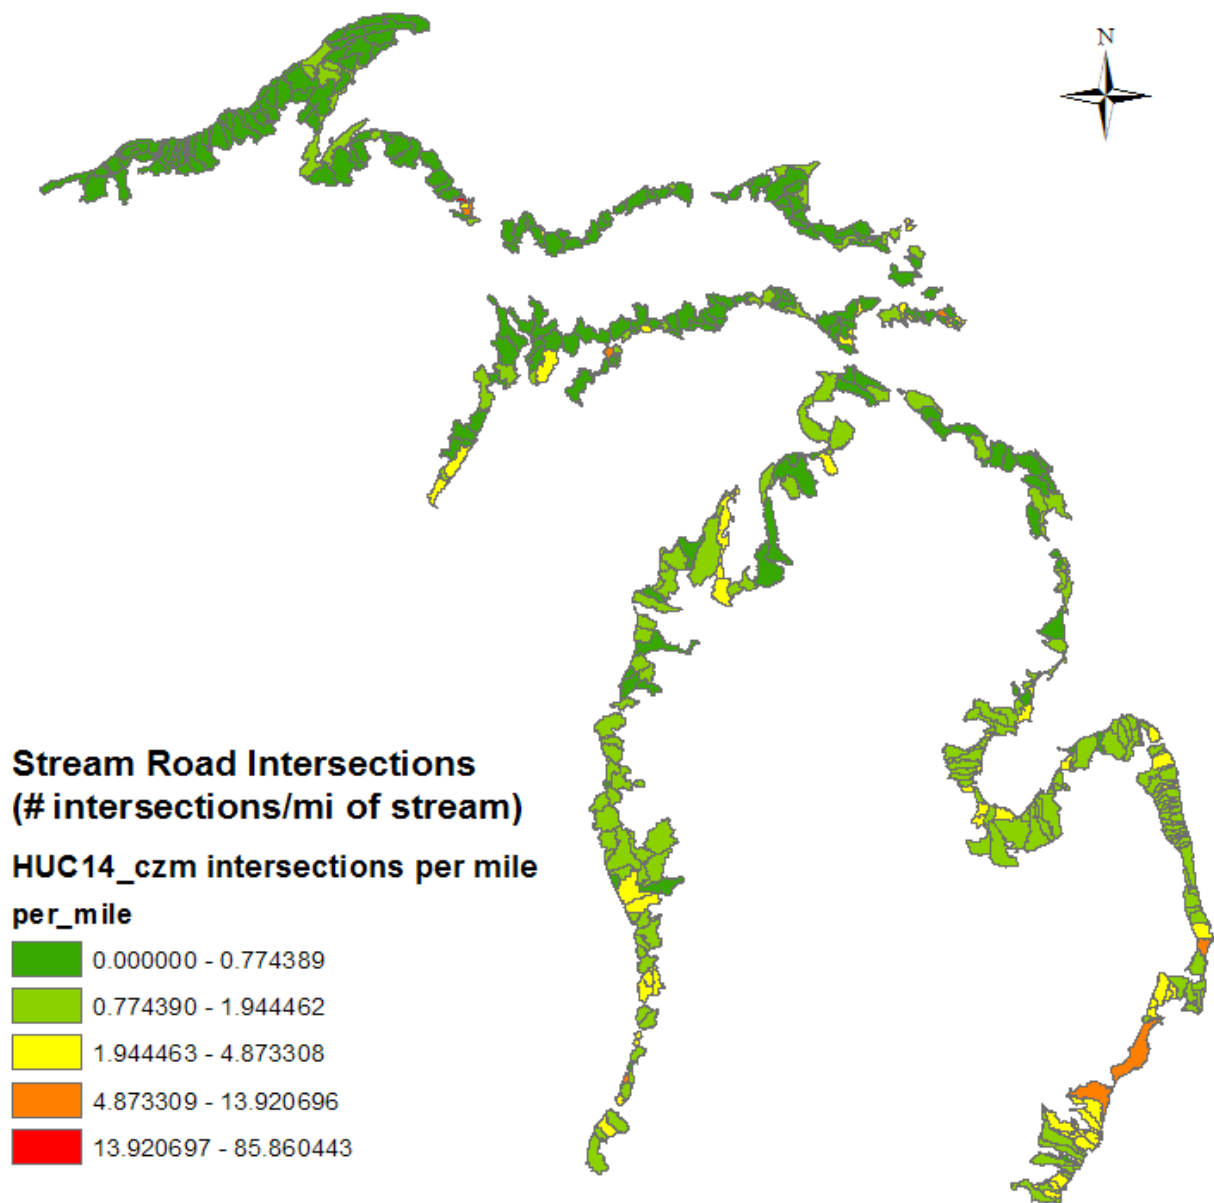 N
Stream Road Intersections
(# intersections/mi of stream)
HUC14_czm intersections per mile
per_mile
0.000000 - 0.774389
0.774390 - 1.944462
1.944463 - 4.873308
4.873309 - 13.920696
13.920697 - 85.860443